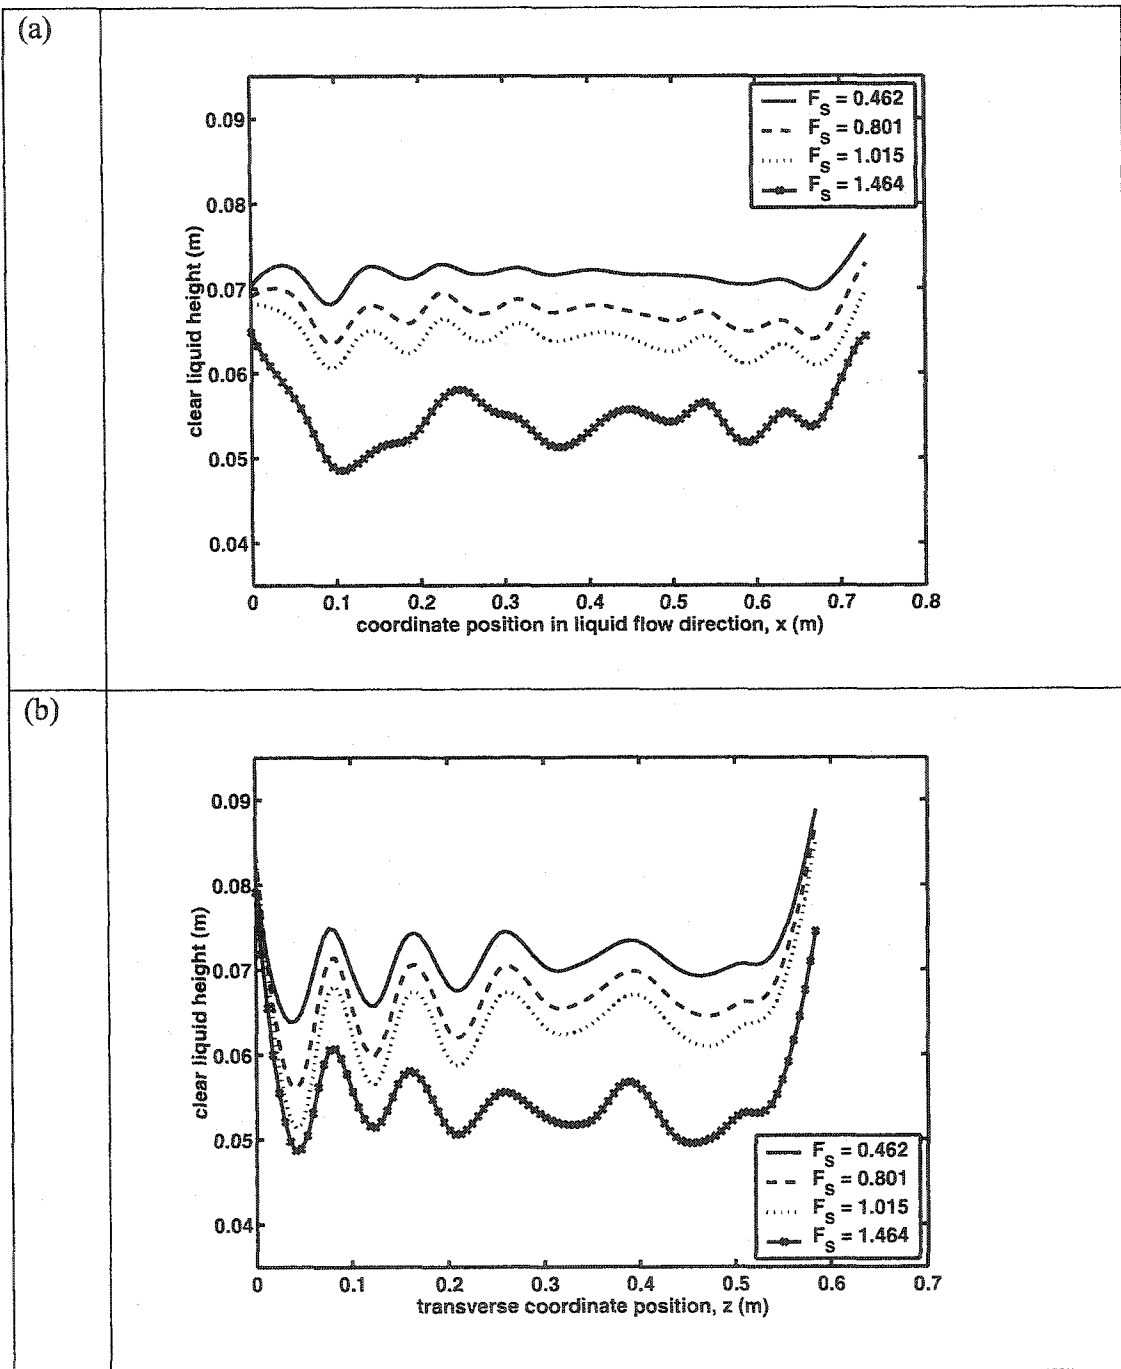 (a)
F_S = 0.462
F_S = 0.801
F_S = 1.015
F_S = 1.464
0.09
0.08
0.07
0.06
0.05
0.04
clear liquid height (m)
0 0.1 0.2 0.3 0.4 0.5 0.6 0.7 0.8
coordinate position in liquid flow direction, x (m)
(b)
0.09
0.08
0.07
0.06
0.05
0.04
clear liquid height (m)
F_S = 0.462
F_S = 0.801
F_S = 1.015
F_S = 1.464
0 0.1 0.2 0.3 0.4 0.5 0.6 0.7
transverse coordinate position, z (m)